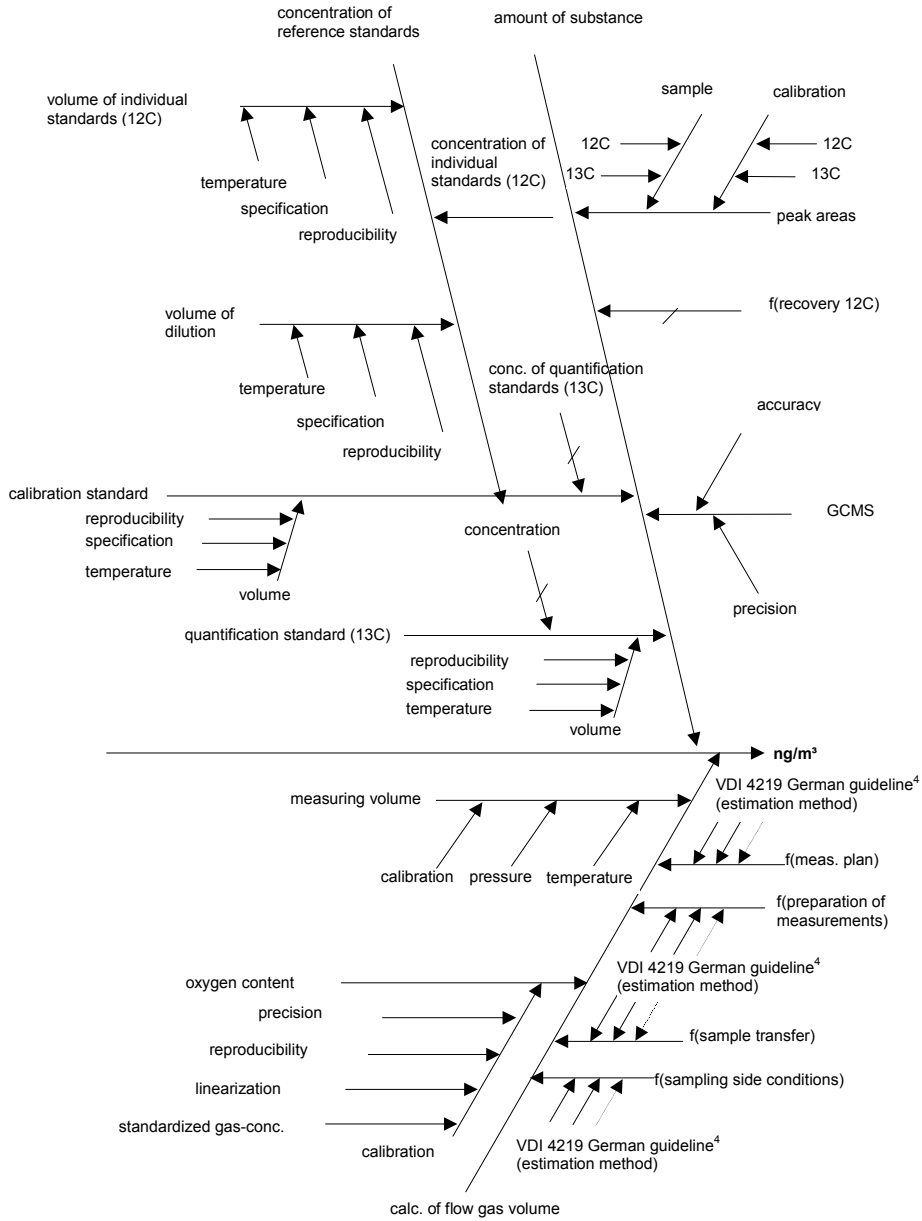 concentration of
reference standards
amount of substance
sample
calibration
volume of individual
standards (12C)
concentration of
individual
standards (12C)
12C
13C
12C
13C
temperature
specification
reproducibility
peak areas
volume of
dilution
f(recovery 12C)
temperature
specification
reproducibility
conc. of quantification
standards (13C)
accuracy
calibration standard
reproducibility
specification
temperature
volume
concentration
GCMS
precision
quantification standard (13C)
reproducibility
specification
temperature
volume
ng/m³
measuring volume
calibration
pressure
temperature
VDI 4219 German guideline⁴
(estimation method)
f(meas. plan)
f(preparation of
measurements)
VDI 4219 German guideline⁴
(estimation method)
oxygen content
precision
reproducibility
linearization
standardized gas-conc.
calibration
f(sample transfer)
f(sampling side conditions)
VDI 4219 German guideline⁴
(estimation method)
calc. of flow gas volume